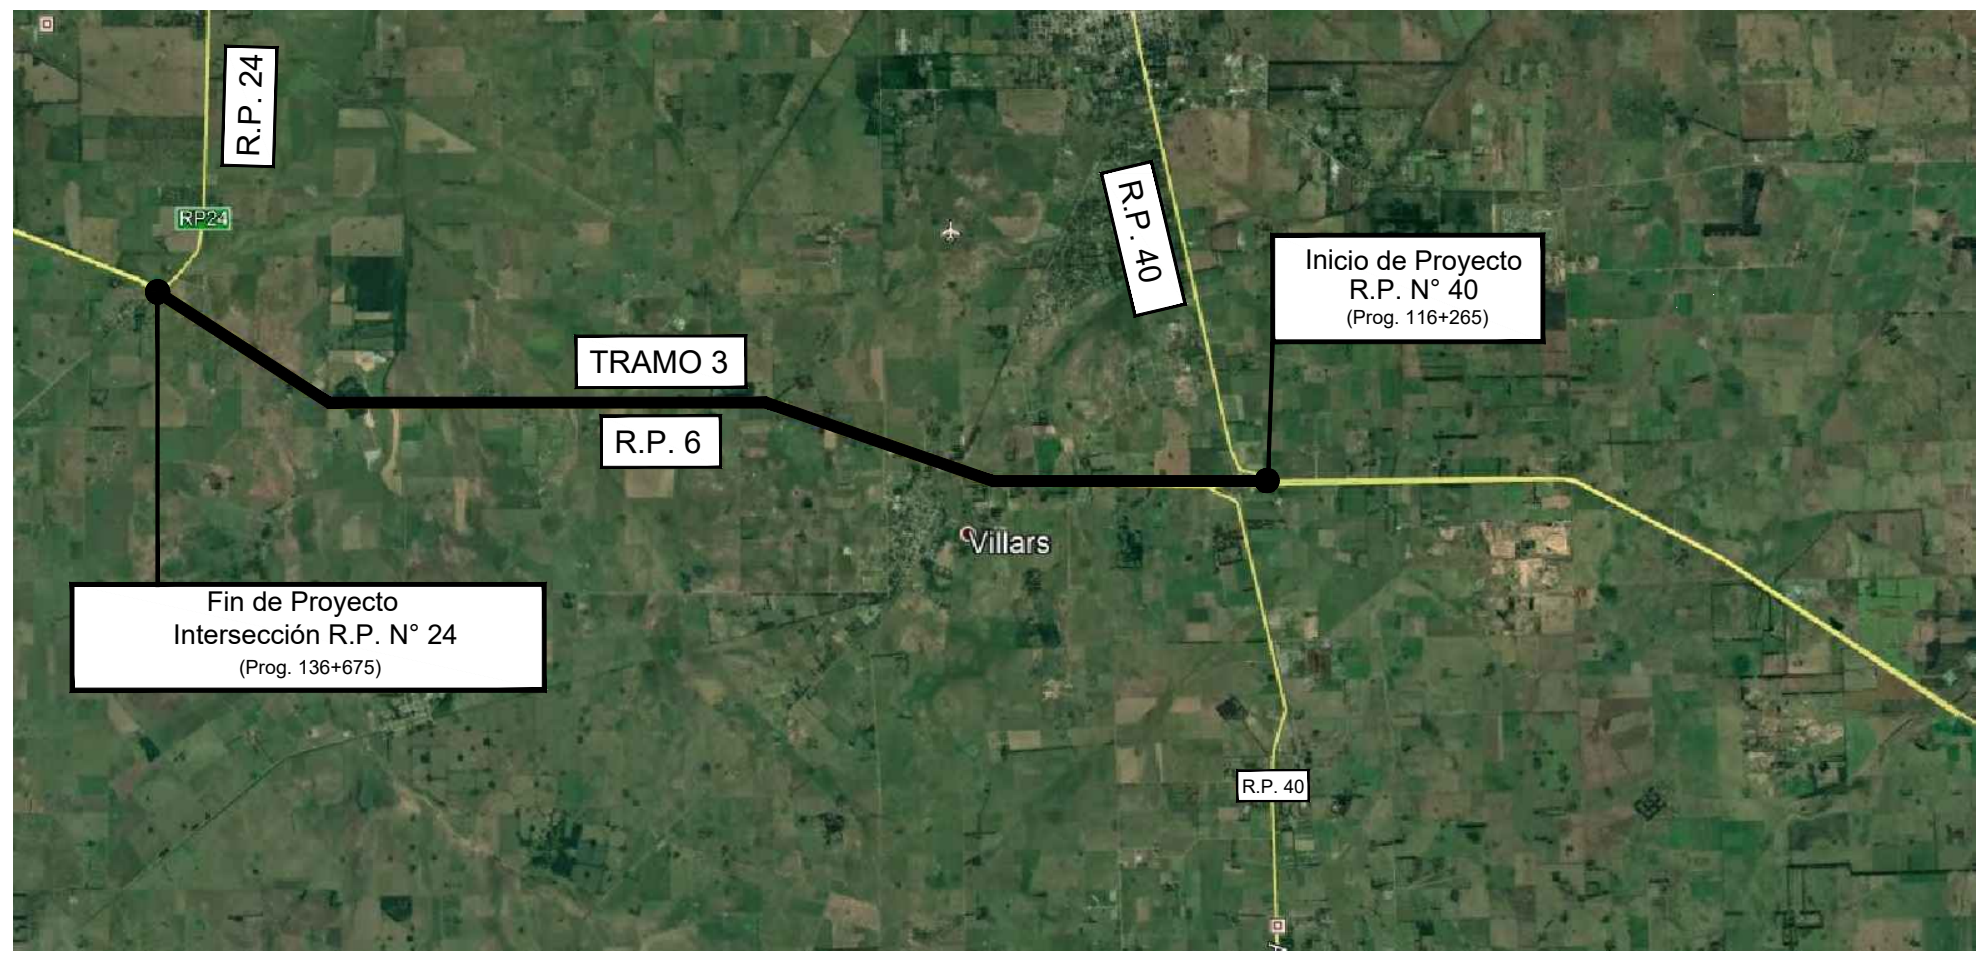 R.P. 24
RP24
R.P. 40
Inicio de Proyecto
R.P. N° 40
(Prog. 116+265)
TRAMO 3
R.P. 6
Villars
Fin de Proyecto
Intersección R.P. N° 24
(Prog. 136+675)
R.P. 40